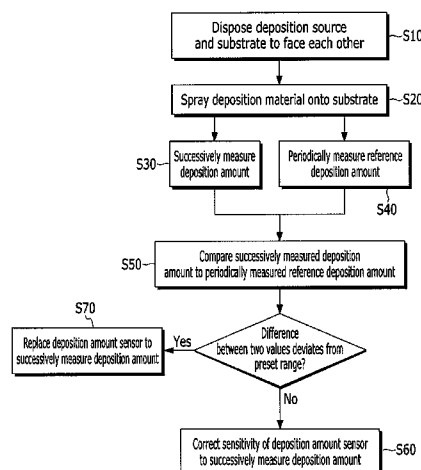 Dispose deposition source
and substrate to face each other
S10
Spray deposition material onto substrate
S20
S30
Successively measure
deposition amount
Periodically measure reference
deposition amount
S40
Compare successively measured deposition
amount to periodically measured reference deposition amount
S50
S70
Replace deposition amount sensor to
successively measure deposition amount
Yes
Difference
between two values deviates from
preset range?
No
Correct sensitivity of deposition amount sensor
to successively measure deposition amount
S60